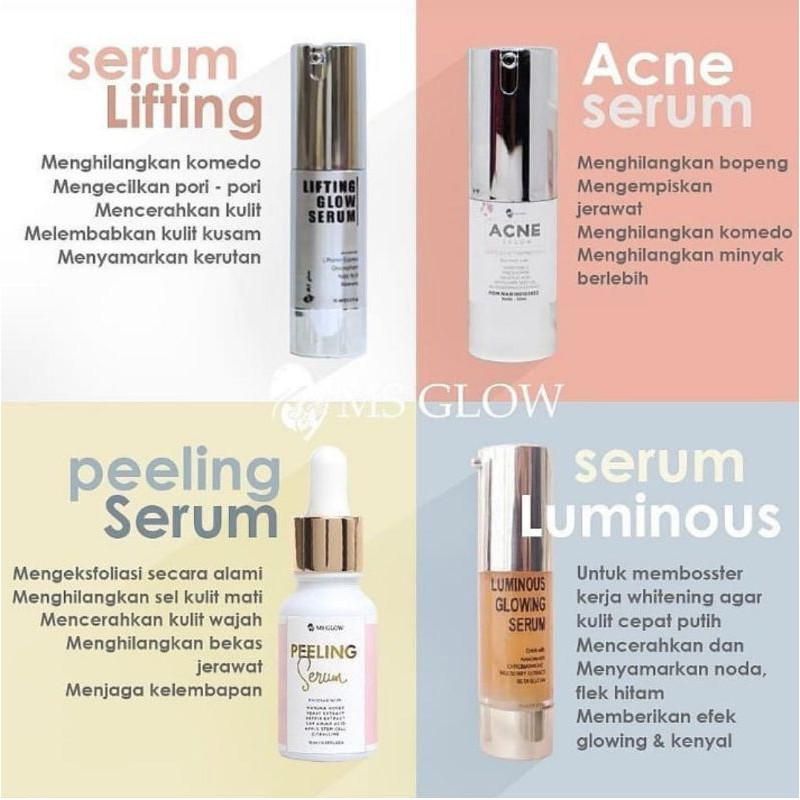 serum
Lifting
Menghilangkan komedo
Mengecilkan pori - pori
Mencerahkan kulit
Melembabkan kulit kusam
Menyamarkan kerutan
LIFTING
GLOW
SERUM
Acne
serum
Menghilangkan bopeng
Mengempiskan
jerawat
Menghilangkan komedo
Menghilangkan minyak
berlebih
ACNE
MS GLOW
peeling
Serum
Mengeksfoliasi secara alami
Menghilangkan sel kulit mati
Mencerahkan kulit wajah
Menghilangkan bekas
jerawat
Menjaga kelembapan
MS GLOW
PEELING
Serum
serum
Luminous
Untuk membosster
kerja whitening agar
kulit cepat putih
Mencerahkan dan
Menyamarkan noda,
flek hitam
Memberikan efek
glowing & kenyal
LUMINOUS
GLOWING
SERUM